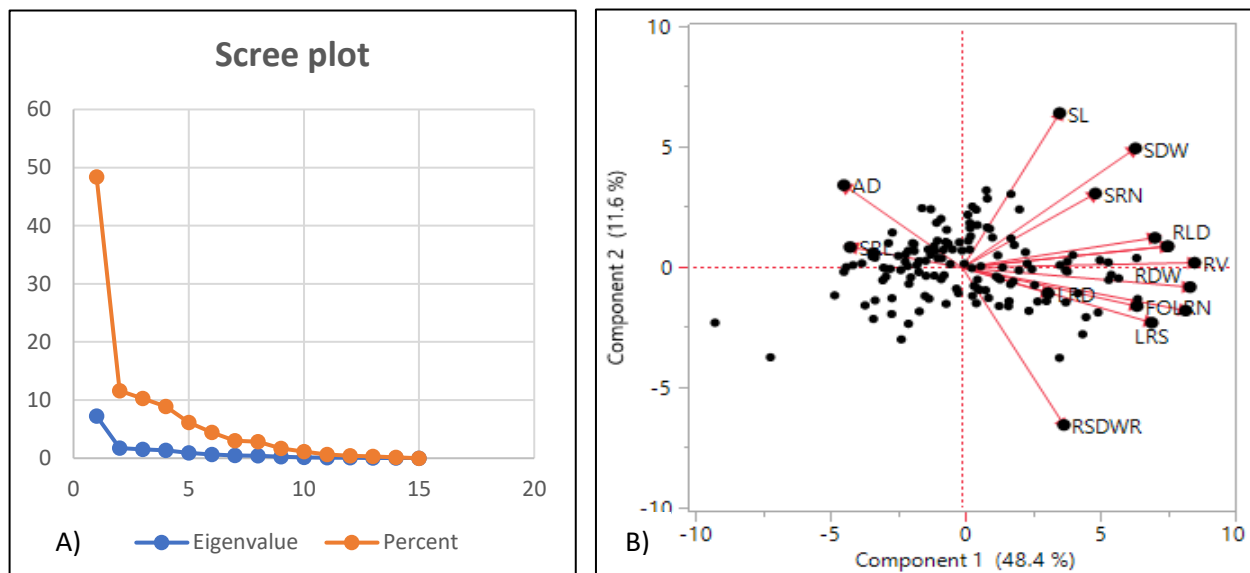 Scree plot
60
50
40
30
20
10
0
0 5 10 15 20
A) Eigenvalue Percent
10
5
0
-5
-10
Component 2 (11.6 %)
SL
SDW
AD
SRN
RLD
SRL
RV
RDW
LRD
FOLRN
LRS
RSDWR
-10 -5 0 5 10
B) Component 1 (48.4 %)